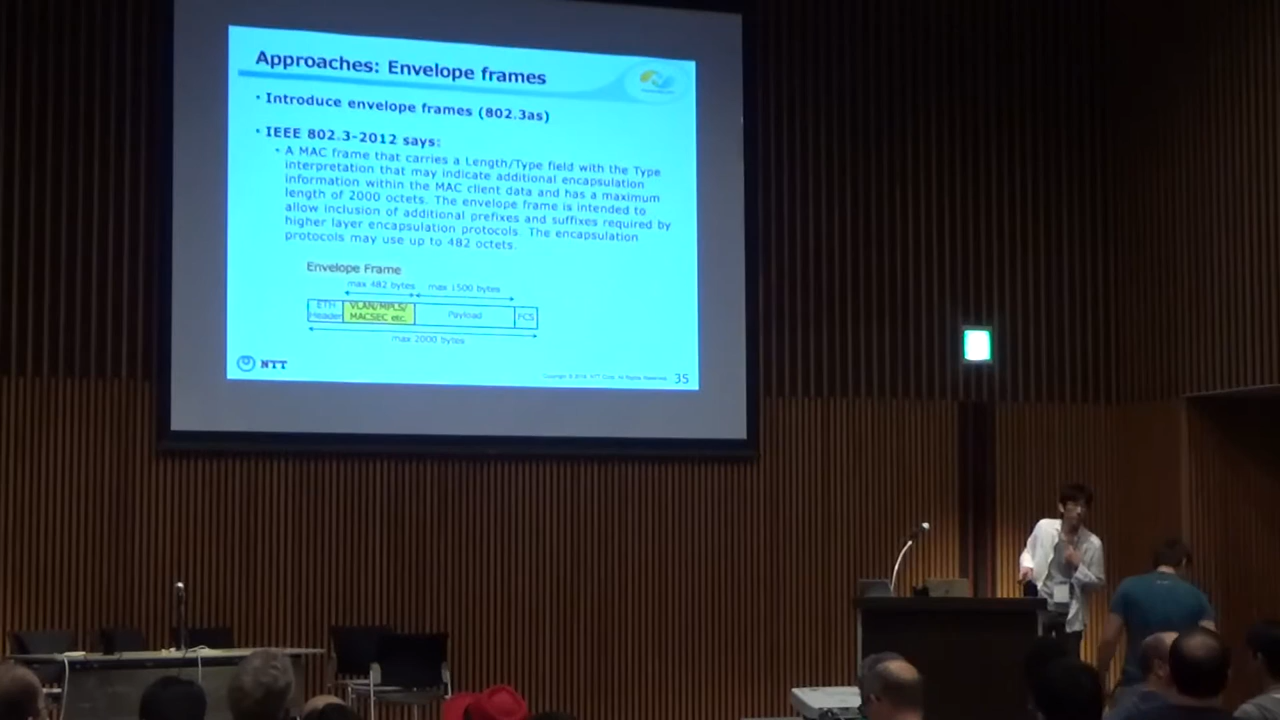 Approaches: Envelope frames
• Introduce envelope frames (802.3as)
• IEEE 802.3-2012 says:
• A MAC frame that carries a Length/Type field with the Type
interpretation that may indicate additional encapsulation
information within the MAC client data and has a maximum
length of 2000 octets. The envelope frame is intended to
allow inclusion of additional prefixes and suffixes required by
higher layer encapsulation protocols. The encapsulation
protocols may use up to 482 octets.
Envelope Frame
max 482 bytes
max 1500 bytes
ETH
Header
VLAN/MPLS/
MACSEC etc.
Payload
FCS
max 2000 bytes
NTT
35